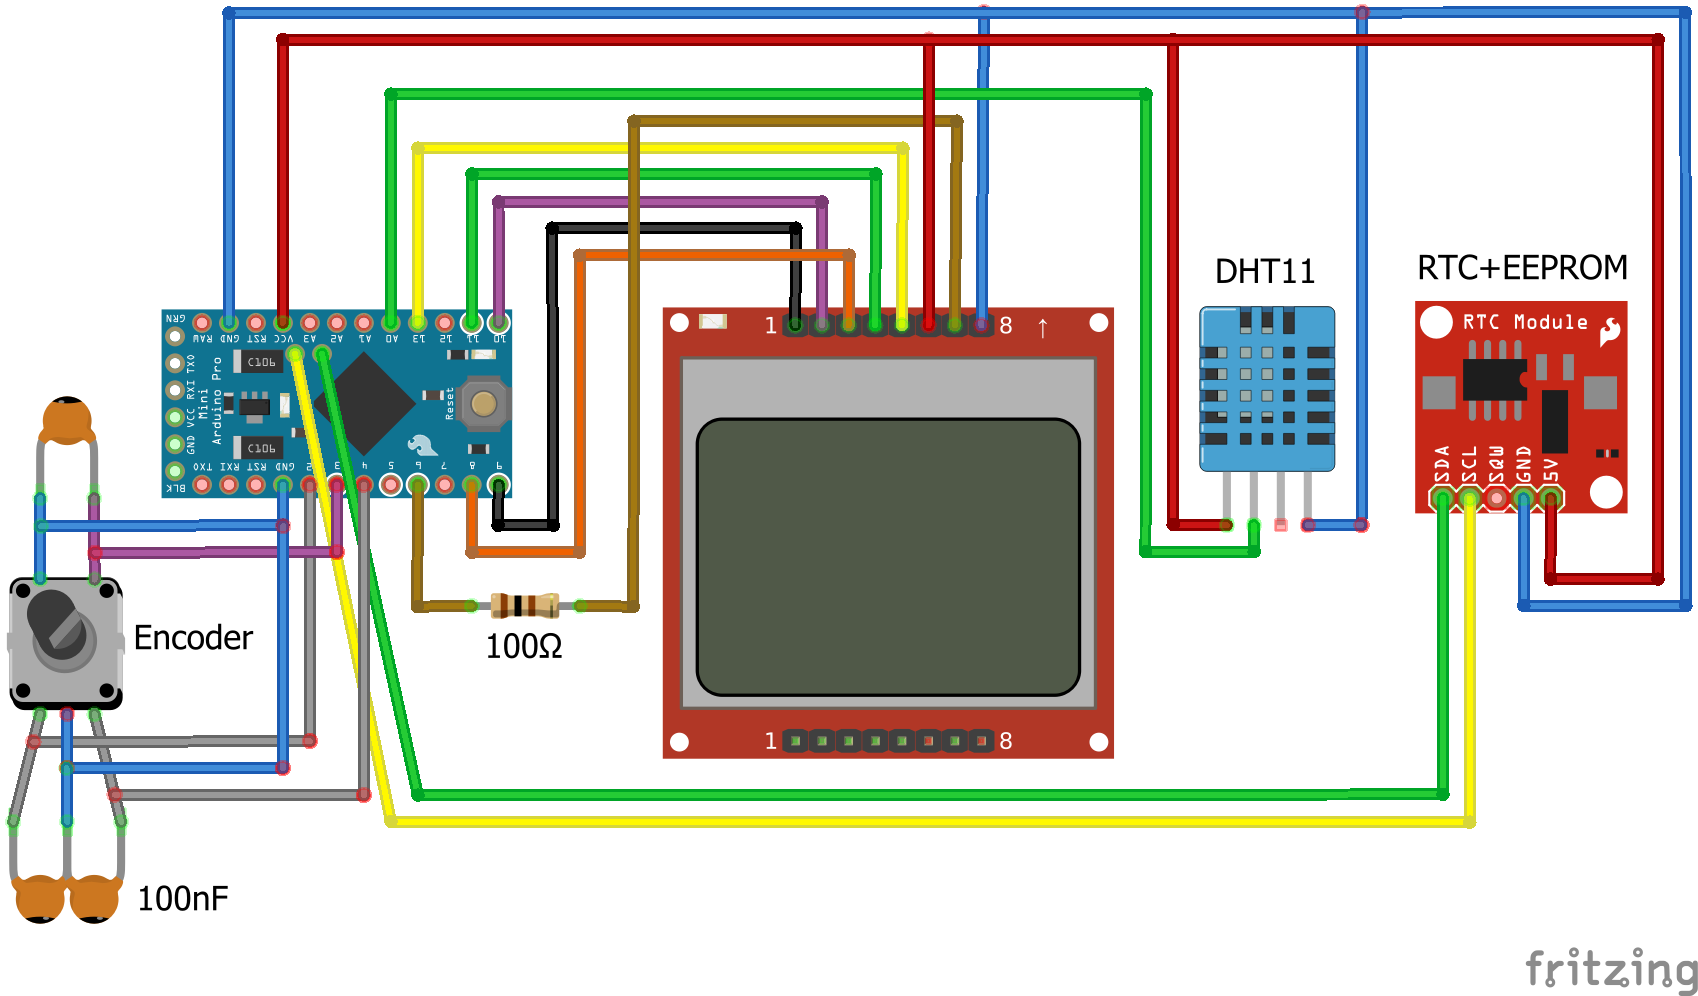 DHT11
RTC+EEPROM
GRN
RAW
GND
RST
VCC
A3
A2
A1
A0
13
12
11
10
1
8
↑
RTC Module
C106
TXO
RXI
VCC
GND
Mini
Arduino Pro
Reset
C106
SDA
SCL
SQW
GND
5V
BLK
TXO
RXI
RST
GND
2
3
4
5
6
7
8
9
Encoder
100Ω
1
8
100nF
fritzing